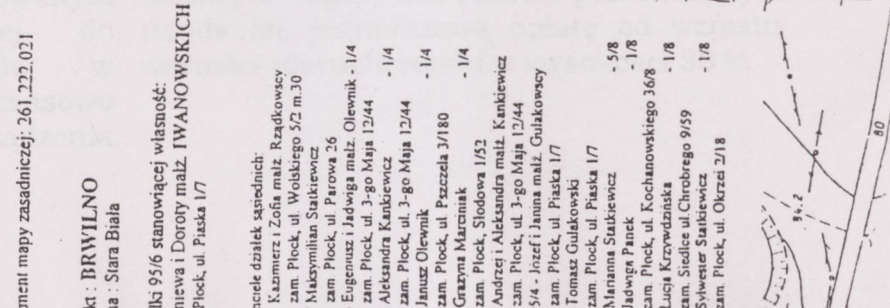 ment mapy zasadniczej: 261.222.021
kt : BRWILNO
na : Stara Biała
łki 95/6 stanowiącej własność:
niewa i Doroty małż. IWANOWSKICH
Płock, ul. Piaska 1/7
ciele działek sąsiednich:
Kazimierz i Zofia małż. Rządkowscy
zam. Płock, ul. Wolskiego 5/2 m.30
Maksymilian Statkiewicz
zam. Płock, ul. Parowa 26
Eugeniusz i Jadwiga małż. Olewnik - 1/4
zam. Płock, ul. 3-go Maja 12/44
Aleksandra Kankiewicz - 1/4
zam. Płock, ul. 3-go Maja 12/44
Janusz Olewnik - 1/4
zam. Płock, ul. Pszczela 3/180
Grażyna Marciniak - 1/4
zam. Płock, Słodowa 1/52
Andrzej i Aleksandra małż. Kankiewicz
zam. Płock, ul 3-go Maja 12/44
5/4 - Józef i Janina małż. Gulakowscy
zam. Płock, ul. Piaska 1/7
Tomasz Gulakowski
zam. Płock, ul. Piaska 1/7
Marianna Statkiewicz - 5/8
Jadwiga Panek - 1/8
zam. Płock, ul. Kochanowskiego 36/8
Łucja Krzywdzińska - 1/8
zam. Siedlce ul.Chrobrego 9/59
Sylwester Statkiewicz - 1/8
zam. Płock, ul. Okrzei 2/18
94.2
80